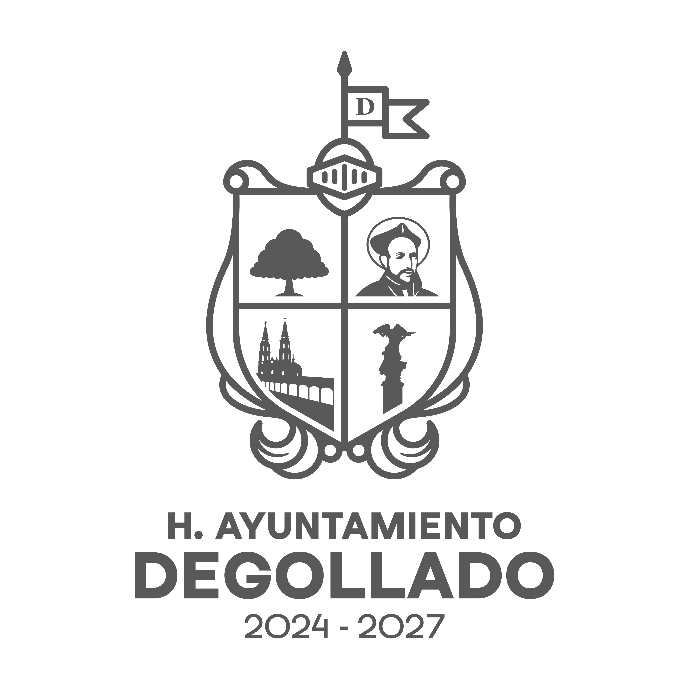 D
H. AYUNTAMIENTO
DEGOLLADO
2024 - 2027